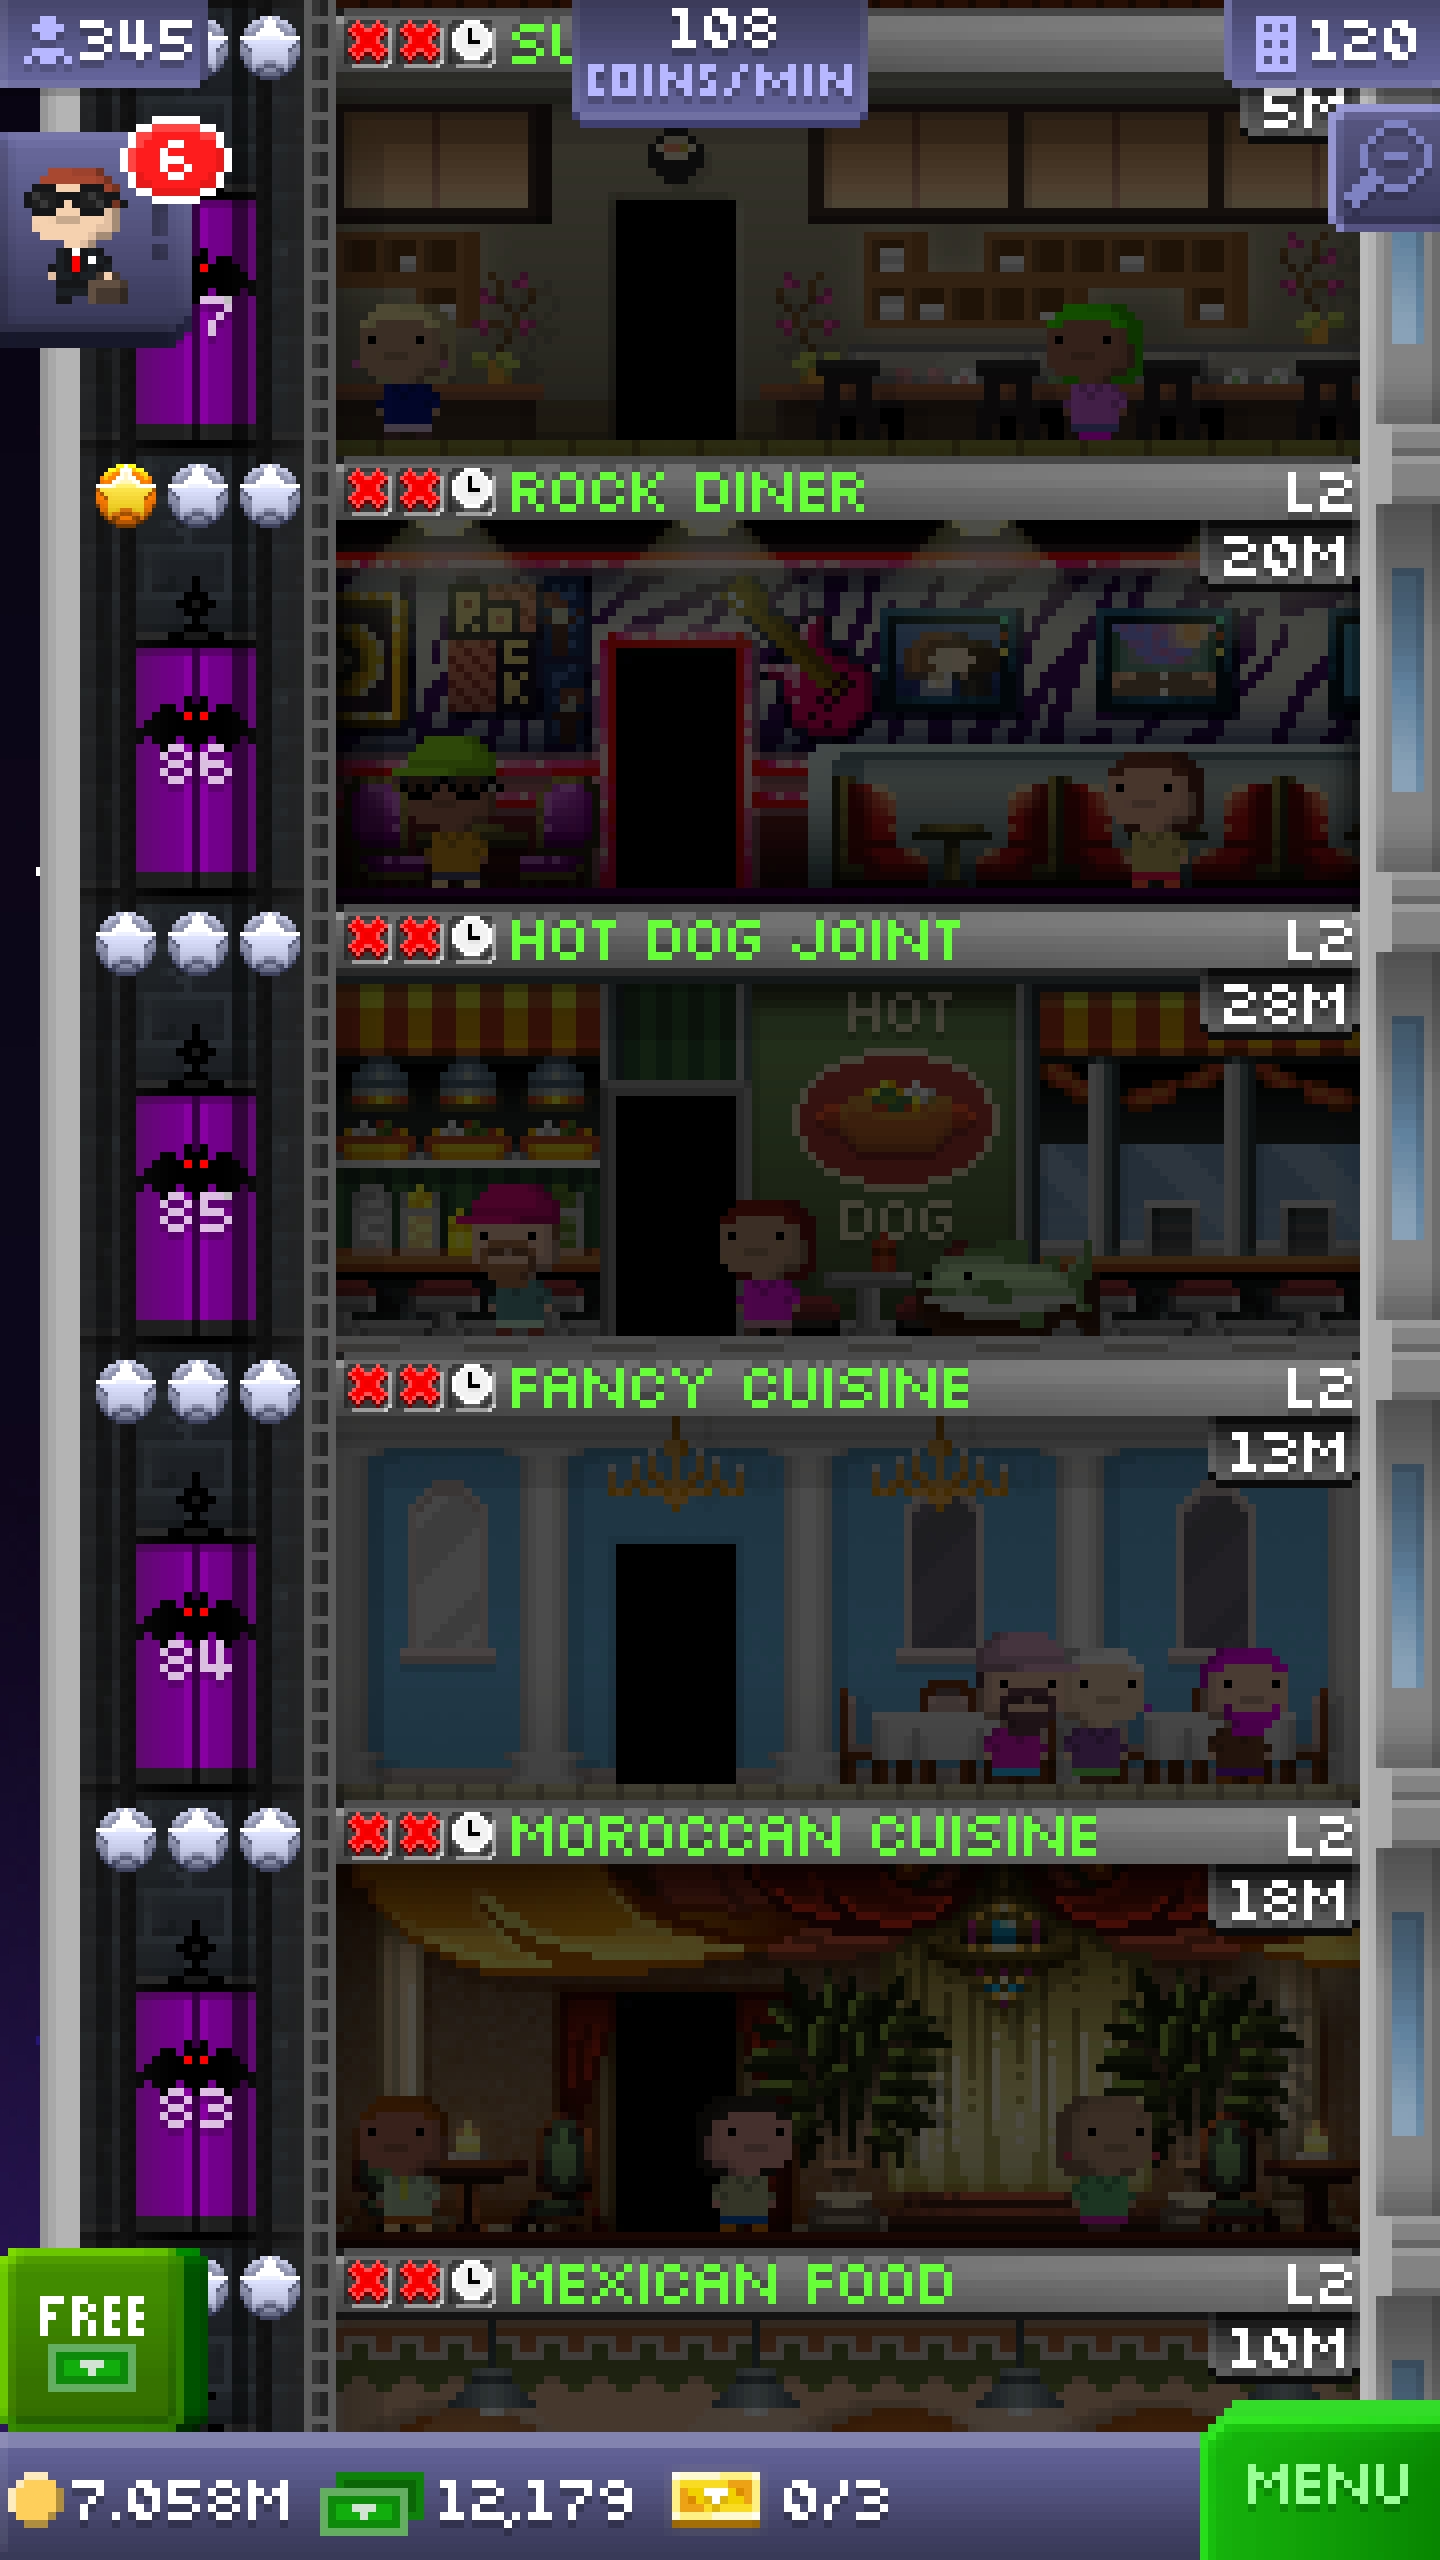 345
108
COINS/MIN
120
5M
6
7
ROCK DINER L2
20M
ROCK
86
HOT DOG JOINT L2
28M
HOT
DOG
85
FANCY CUISINE L2
13M
84
MOROCCAN CUISINE L2
18M
83
MEXICAN FOOD L2
10M
FREE
7.058M 12,179 0/3
MENU